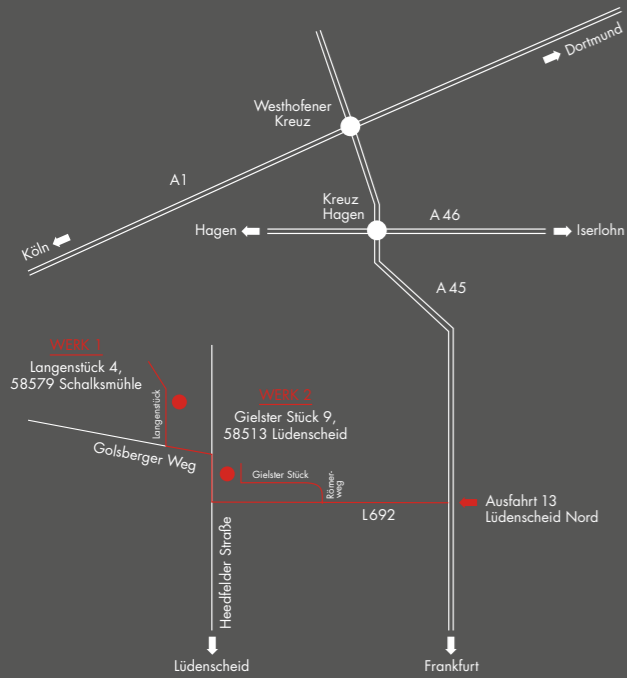 Dortmund
Westhofener
Kreuz
A1
Kreuz
Hagen
A 46
Hagen
Iserlohn
Köln
A 45
WERK 1
Langenstück 4,
58579 Schalksmühle
WERK 2
Gielster Stück 9,
58513 Lüdenscheid
Langenstück
Golsberger Weg
Gielster Stück
Römer-
weg
L692
Ausfahrt 13
Lüdenscheid Nord
Heedfelder Straße
Lüdenscheid
Frankfurt